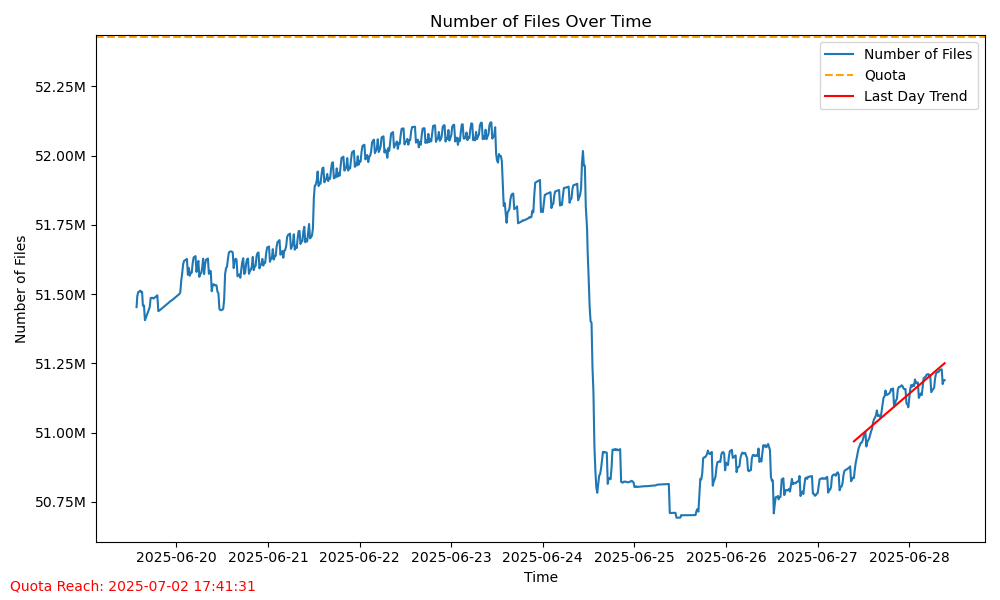 Number of Files Over Time
Number of Files
Quota
Last Day Trend
52.25M
52.00M
51.75M
51.50M
51.25M
51.00M
50.75M
Number of Files
2025-06-20
2025-06-21
2025-06-22
2025-06-23
2025-06-24
2025-06-25
2025-06-26
2025-06-27
2025-06-28
Time
Quota Reach: 2025-07-02 17:41:31